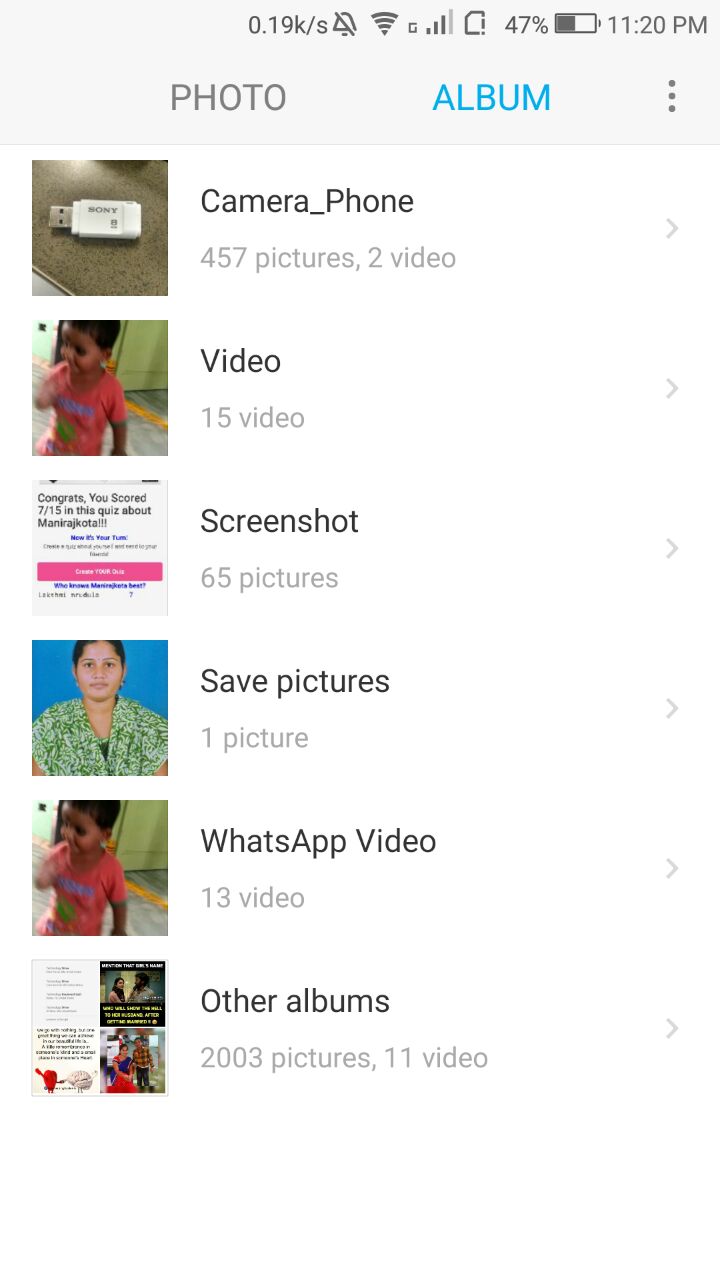 0.19k/s G 47% 11:20 PM
PHOTO ALBUM
SONY
8
Camera_Phone
457 pictures, 2 video
Video
15 video
Congrats, You Scored
7/15 in this quiz about
Manirajkota!!!
Now it's Your Turn!
Create a quiz about yourself and send to your
friends!
Create YOUR Quiz
Who knows Manirajkota best?
Lakshmi mrudula 7
Screenshot
65 pictures
Save pictures
1 picture
WhatsApp Video
13 video
MENTION THAT GIRL'S NAME
WHO WILL SHOW THE HELL
TO HER HUSBAND, AFTER
GETTING MARRIED !!
We go with nothing, but one
great thing we can achieve
in our beautiful life is..
A little remembrance in
someone's Mind and a small
place in someone's Heart
Other albums
2003 pictures, 11 video